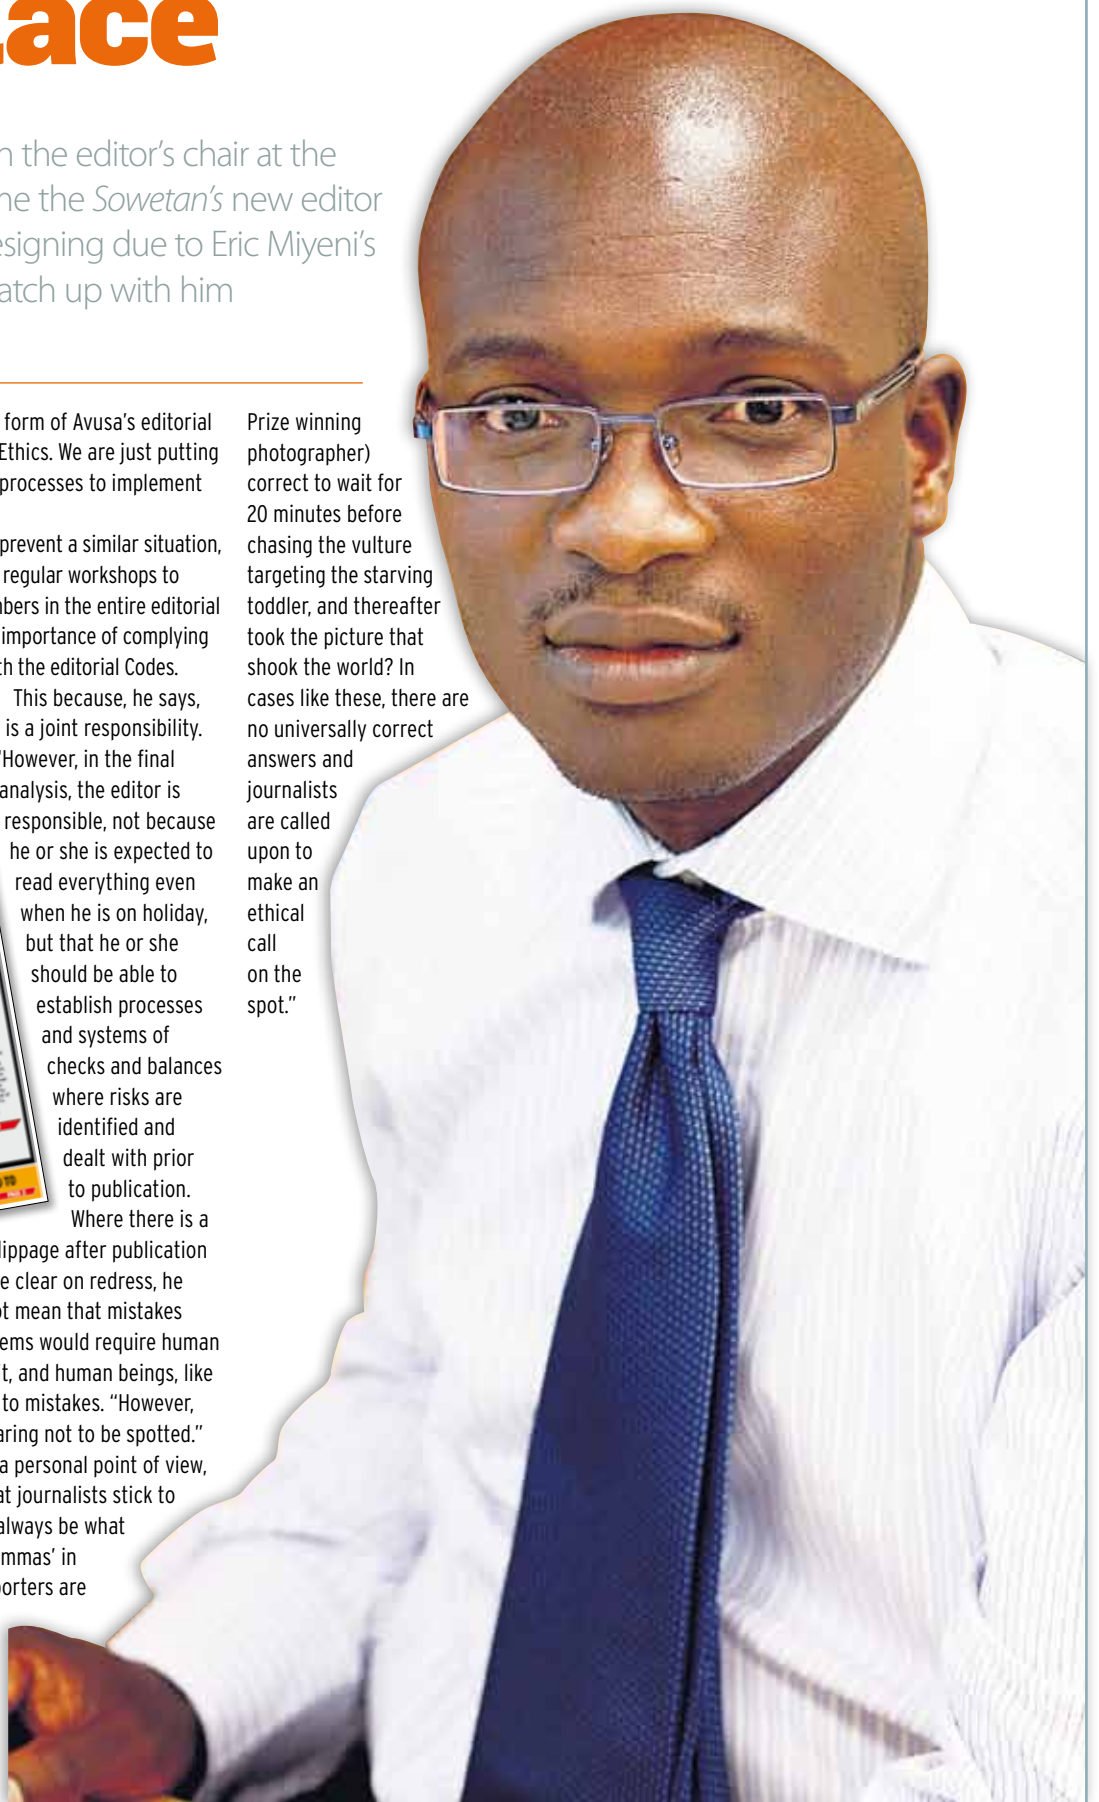 lace
n the editor's chair at the
ne the Sowetan's new editor
esigning due to Eric Miyeni's
atch up with him
form of Avusa's editorial
Ethics. We are just putting
processes to implement
prevent a similar situation,
regular workshops to
nbers in the entire editorial
importance of complying
th the editorial Codes.
This because, he says,
is a joint responsibility.
"However, in the final
analysis, the editor is
responsible, not because
he or she is expected to
read everything even
when he is on holiday,
but that he or she
should be able to
establish processes
and systems of
checks and balances
where risks are
identified and
dealt with prior
to publication.
Where there is a
lippage after publication
e clear on redress, he
ot mean that mistakes
ems would require human
t, and human beings, like
to mistakes. "However,
aring not to be spotted."
a personal point of view,
at journalists stick to
always be what
mmas' in
porters are
Prize winning
photographer)
correct to wait for
20 minutes before
chasing the vulture
targeting the starving
toddler, and thereafter
took the picture that
shook the world? In
cases like these, there are
no universally correct
answers and
journalists
are called
upon to
make an
ethical
call
on the
spot."